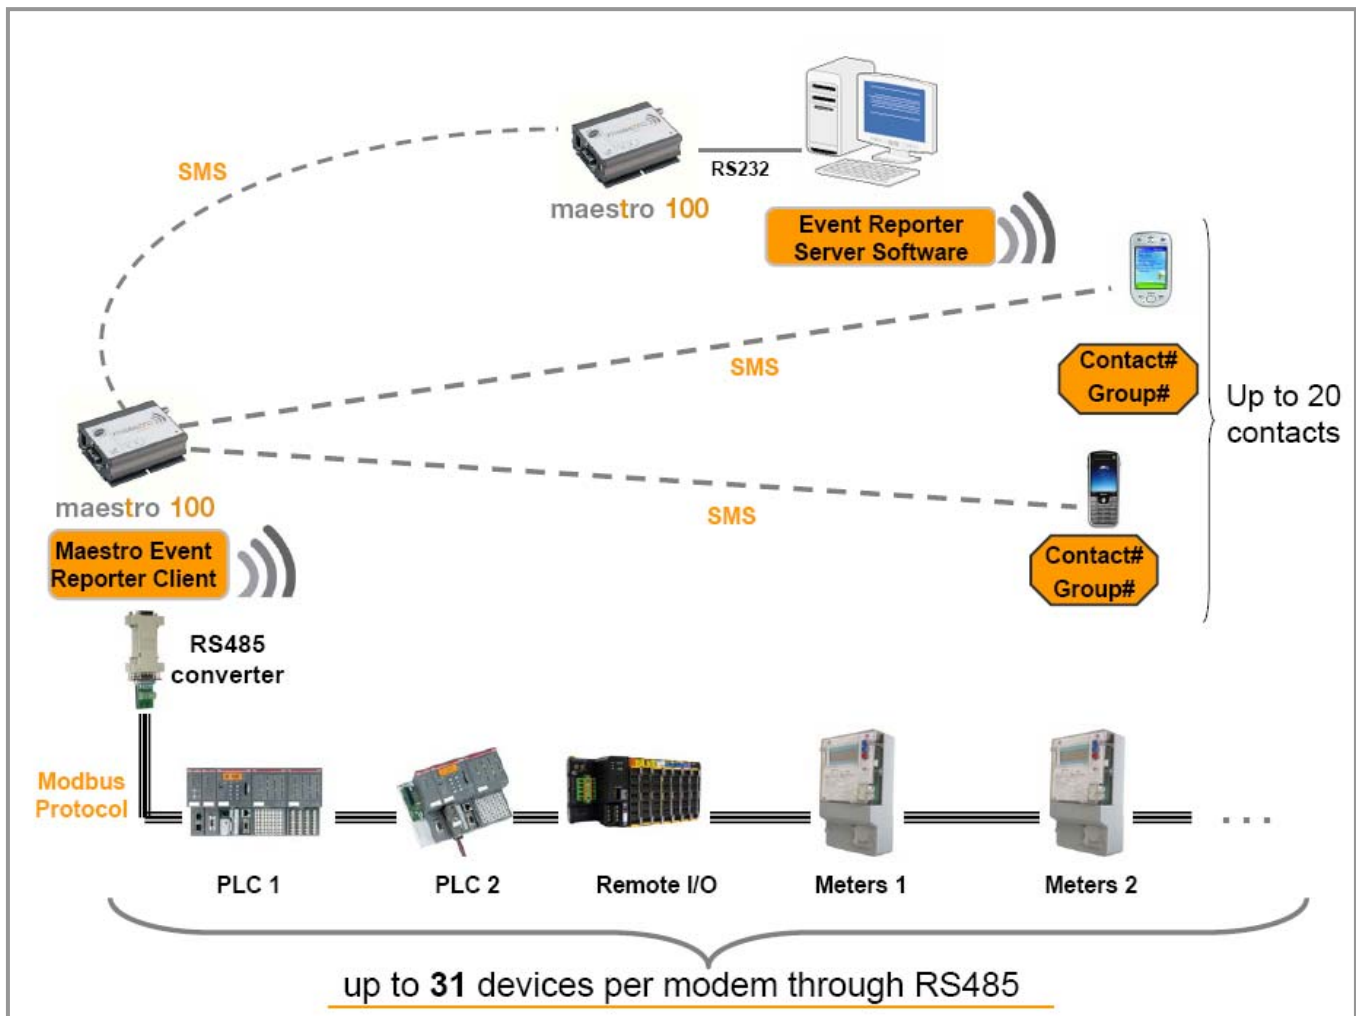 SMS
RS232
maestro 100
Event Reporter
Server Software
SMS
Contact#
Group#
Up to 20
contacts
maestro 100
SMS
Maestro Event
Reporter Client
Contact#
Group#
RS485
converter
Modbus
Protocol
PLC 1
PLC 2
Remote I/O
Meters 1
Meters 2
...
up to 31 devices per modem through RS485